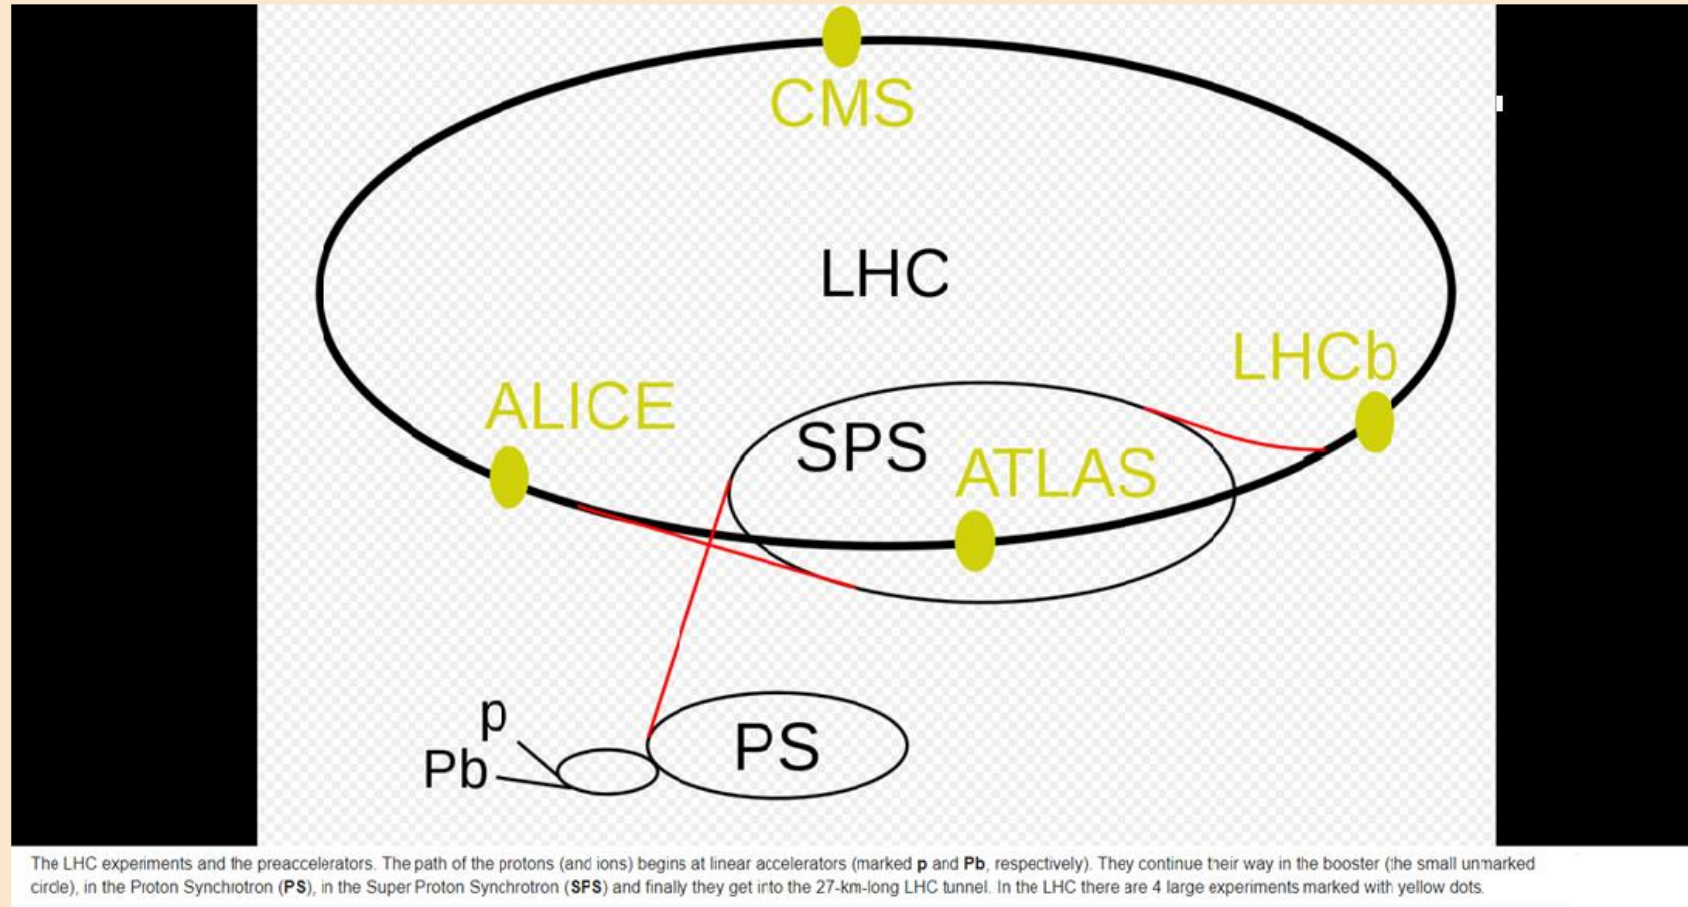 CMS
LHC
LHCb
ALICE
SPS
ATLAS
p
PS
Pb
The LHC experiments and the preaccelerators. The path of the protons (and ions) begins at linear accelerators (marked p and Pb, respectively). They continue their way in the booster (the small unmarked
circle), in the Proton Synchrotron (PS), in the Super Proton Synchrotron (SPS) and finally they get into the 27-km-long LHC tunnel. In the LHC there are 4 large experiments marked with yellow dots.